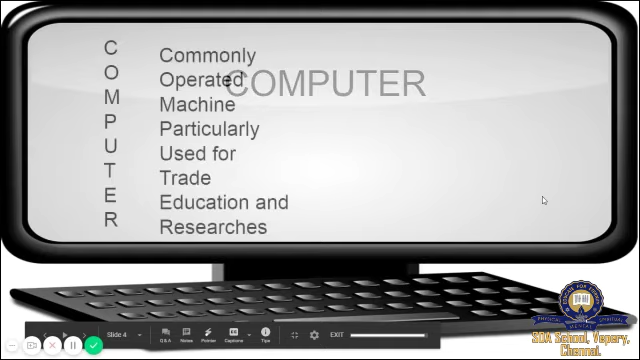 COMPUTER
C Commonly
O Operated
M Machine
P Particularly
U Used for
T Trade
E Education and
R Researches
Slide 4
Q&A Notes Pointer Captions Tips
EXIT
SDA School, Vepery,
Chennai.